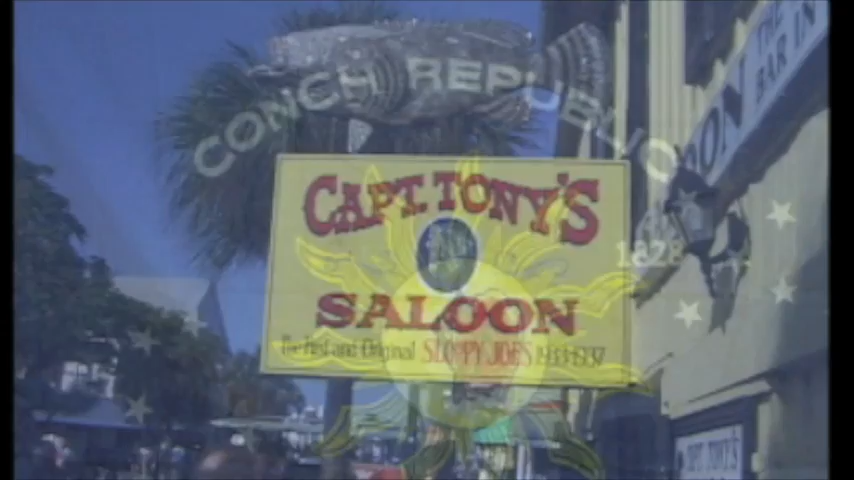 CONCH REPUBLIC
CAPT. TONY'S
SALOON
The First and Original SLOPPY JOE'S 1933-1937
1828
THE
BAR IN
CAPT. TONY'S